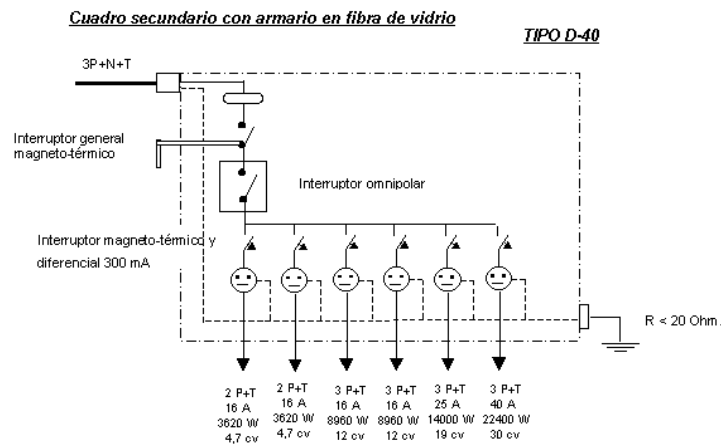 Cuadro secundario con armario en fibra de vidrio
TIPO D-40
3P+N+T
Interruptor general
magneto-térmico
Interruptor omnipolar
Interruptor magneto-térmico y
diferencial 300 mA
R < 20 Ohm.
2 P+T
16 A
3620 W
4,7 cv
2 P+T
16 A
3620 W
4,7 cv
3 P+T
16 A
8960 W
12 cv
3 P+T
16 A
8960 W
12 cv
3 P+T
25 A
14000 W
19 cv
3 P+T
40 A
22400 W
30 cv